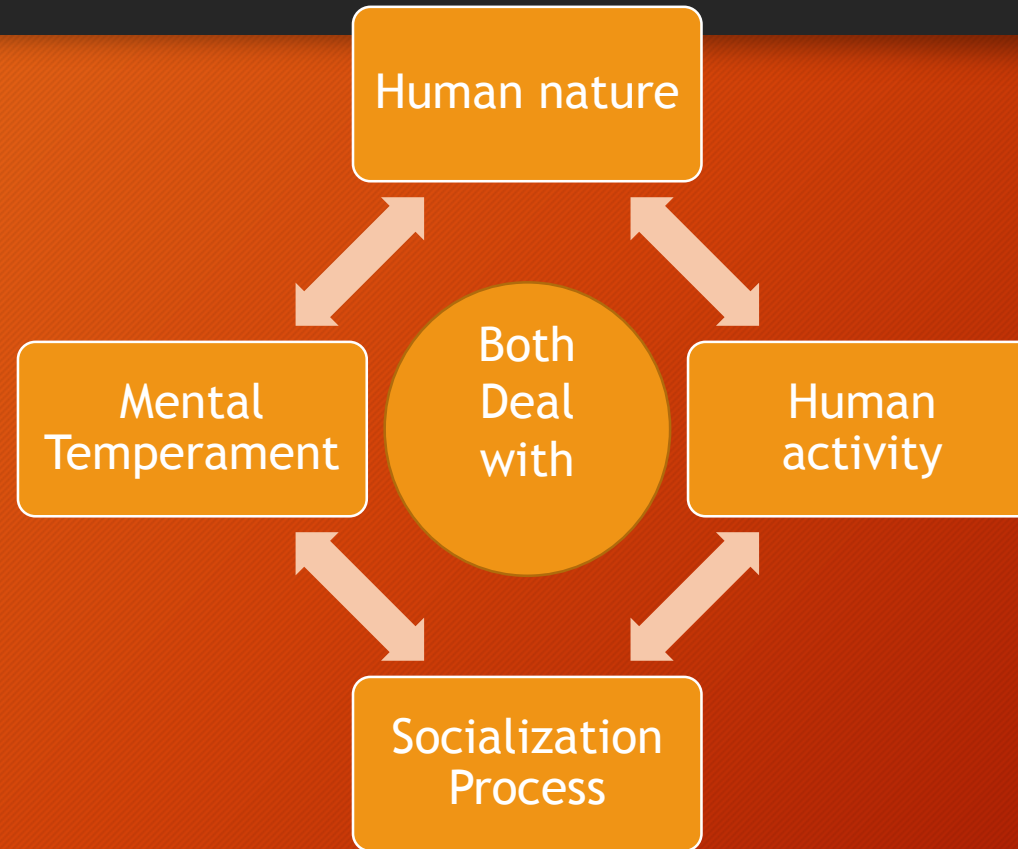 Human nature
Both
Deal
with
Mental
Temperament
Human
activity
Socialization
Process